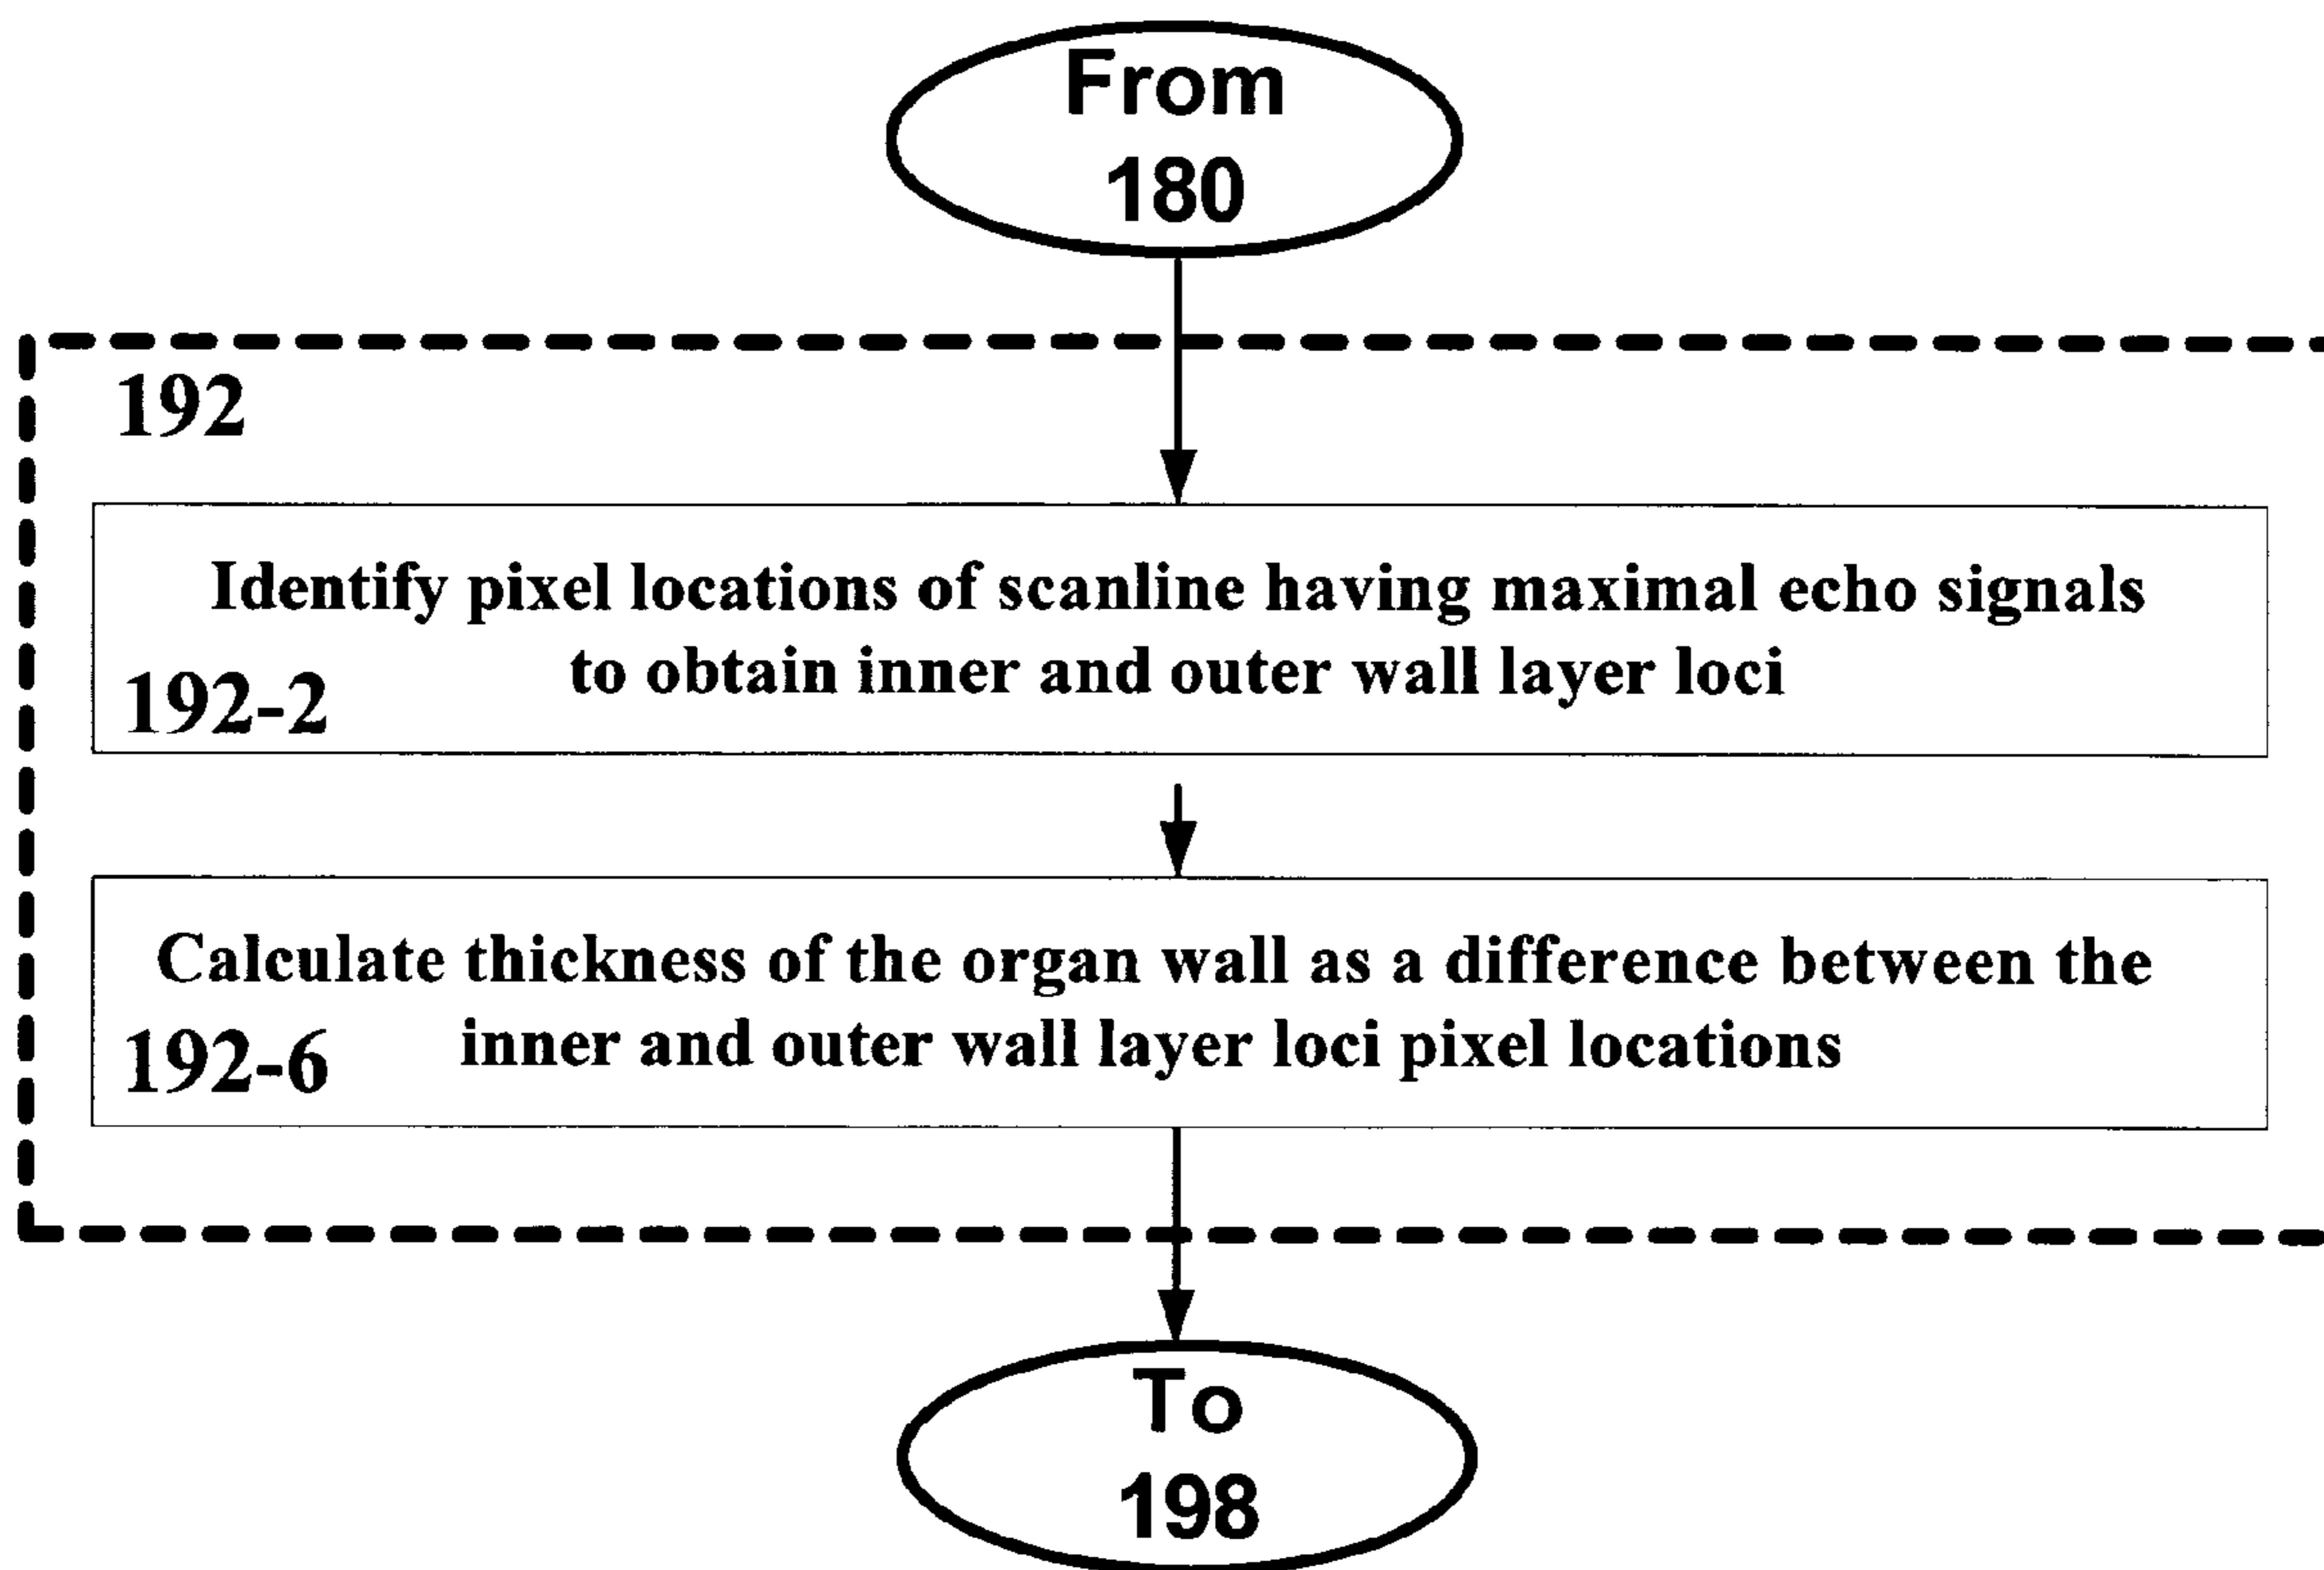 From
180
192
Identify pixel locations of scanline having maximal echo signals
to obtain inner and outer wall layer loci
192-2
Calculate thickness of the organ wall as a difference between the
inner and outer wall layer loci pixel locations
192-6
To
198